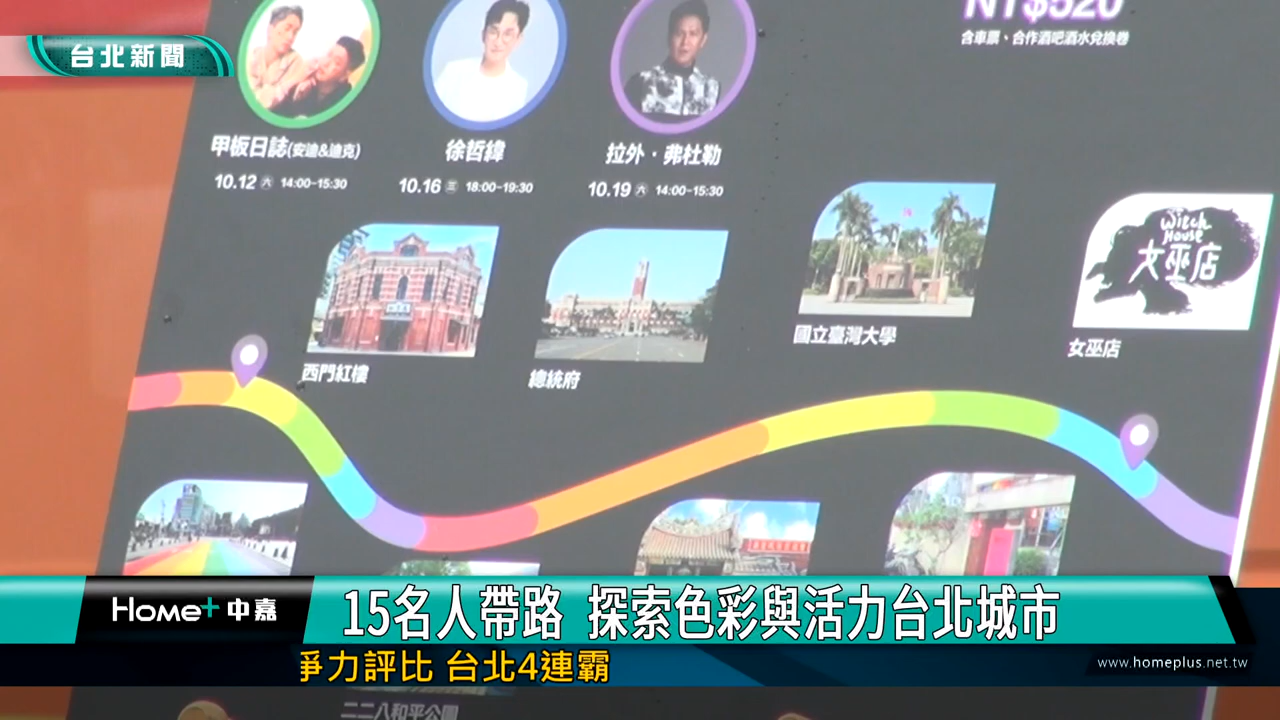 台北新聞
NT$520
含車票、合作酒吧酒水兌換卷
甲板日誌(安迪&迪克)
10.12 六 14:00-15:30
徐哲緯
10.16 三 18:00-19:30
拉外・弗杜勒
10.19 六 14:00-15:30
西門紅樓
總統府
國立臺灣大學
Witch House
女巫店
女巫店
Home+ 中嘉
15名人帶路 探索色彩與活力台北城市
爭力評比 台北4連霸
www.homeplus.net.tw
二二八和平公園